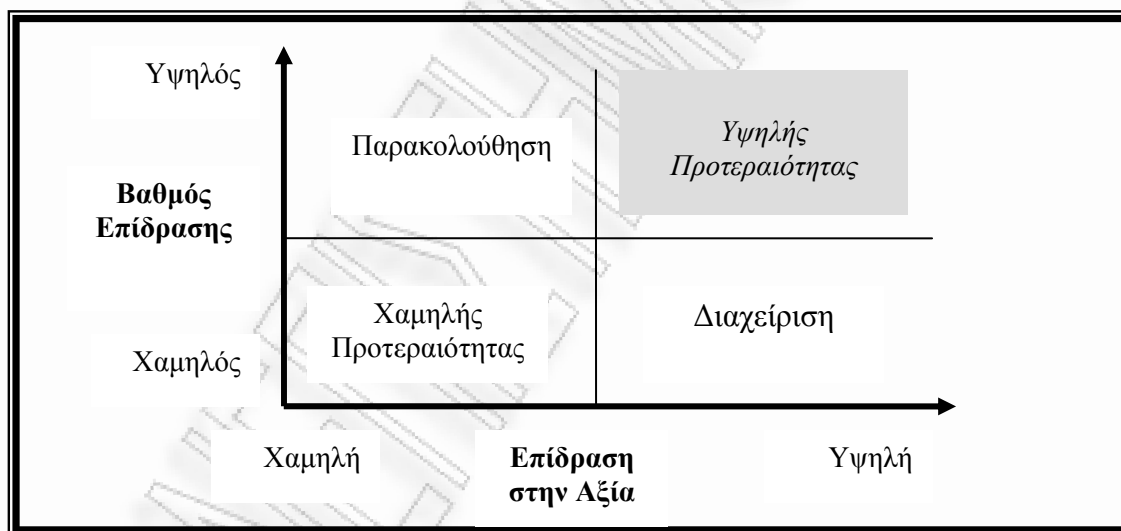 Υψηλός
Παρακολούθηση
Υψηλής
Προτεραιότητας
Βαθμός
Επίδρασης
Χαμηλής
Προτεραιότητας
Διαχείριση
Χαμηλός
Χαμηλή
Επίδραση
στην Αξία
Υψηλή